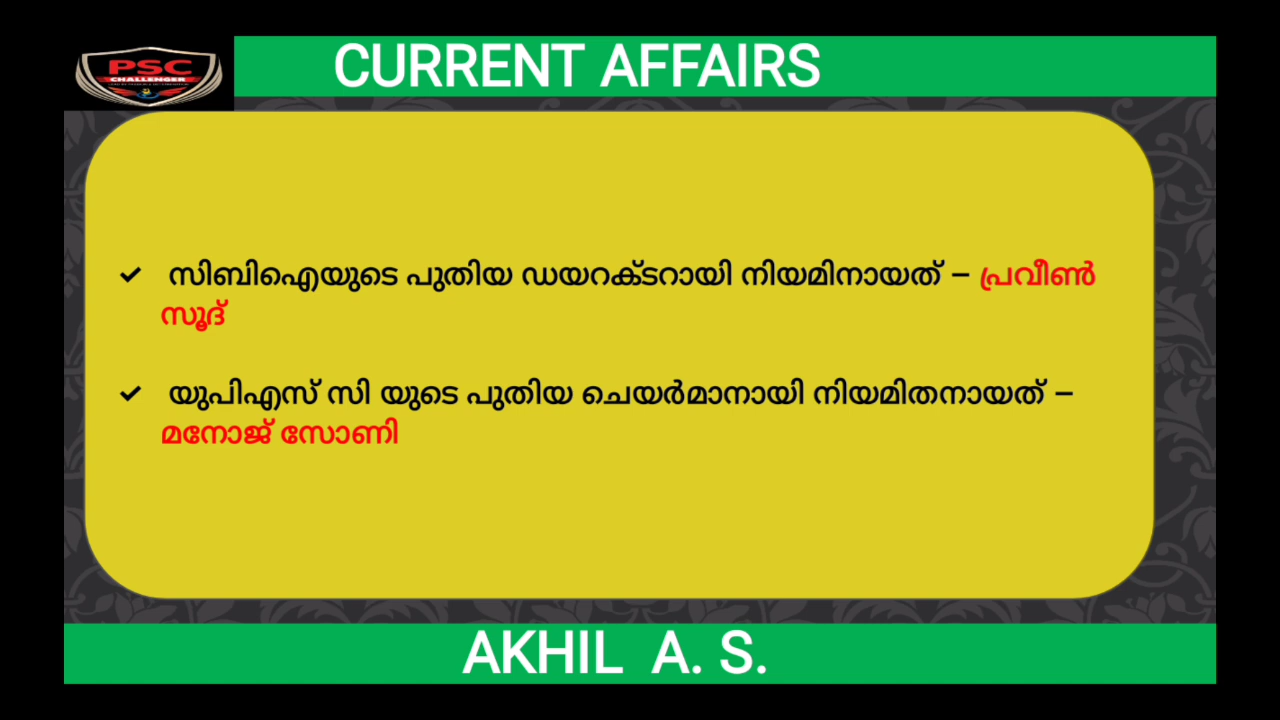 PSC
CHALLENGER
CURRENT AFFAIRS
✓ സിബിഐയുടെ പുതിയ ഡയറക്ടറായി നിയമിനായത് – പ്രവീൺ
സൂദ്
✓ യുപിഎസ് സി യുടെ പുതിയ ചെയർമാനായി നിയമിതനായത് –
മനോജ് സോണി
AKHIL A. S.